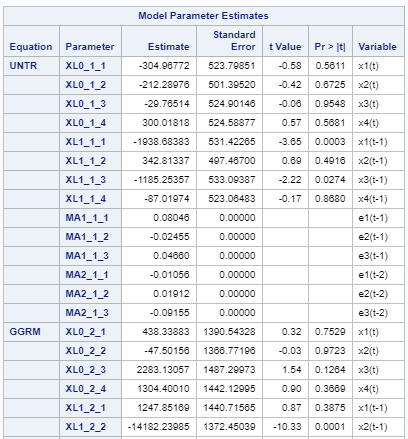 Model Parameter Estimates
Equation Parameter Estimate Standard Error t Value Pr > |t| Variable
UNTR XL0_1_1 -304.96772 523.79851 -0.58 0.5611 x1(t)
XL0_1_2 -212.28976 501.39520 -0.42 0.6725 x2(t)
XL0_1_3 -29.76514 524.90146 -0.06 0.9548 x3(t)
XL0_1_4 300.01818 524.58877 0.57 0.5681 x4(t)
XL1_1_1 -1938.68383 531.42265 -3.65 0.0003 x1(t-1)
XL1_1_2 342.81337 497.46700 0.69 0.4916 x2(t-1)
XL1_1_3 -1185.25357 533.09387 -2.22 0.0274 x3(t-1)
XL1_1_4 -87.01974 523.06483 -0.17 0.8680 x4(t-1)
MA1_1_1 0.08046 0.00000 e1(t-1)
MA1_1_2 -0.02455 0.00000 e2(t-1)
MA1_1_3 0.04660 0.00000 e3(t-1)
MA2_1_1 -0.01056 0.00000 e1(t-2)
MA2_1_2 0.01912 0.00000 e2(t-2)
MA2_1_3 -0.09155 0.00000 e3(t-2)
GGRM XL0_2_1 438.33883 1390.54328 0.32 0.7529 x1(t)
XL0_2_2 -47.50156 1366.77196 -0.03 0.9723 x2(t)
XL0_2_3 2283.13057 1487.29973 1.54 0.1264 x3(t)
XL0_2_4 1304.40010 1442.12995 0.90 0.3669 x4(t)
XL1_2_1 1247.85169 1440.71565 0.87 0.3875 x1(t-1)
XL1_2_2 -14182.23985 1372.45039 -10.33 0.0001 x2(t-1)